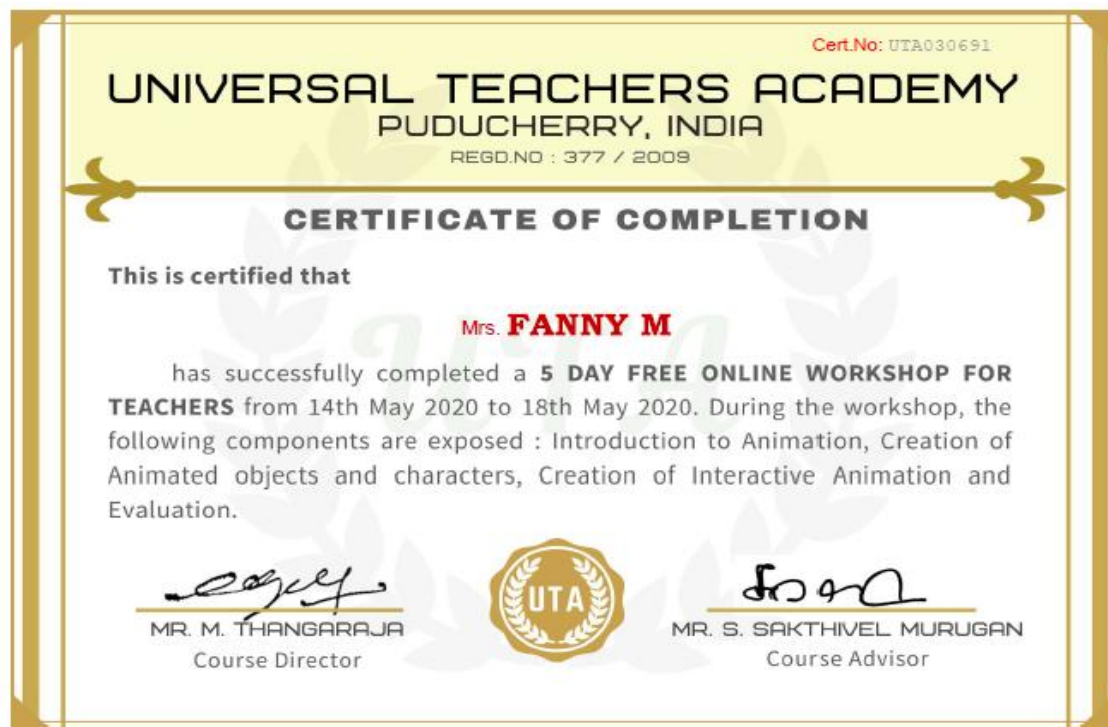 Cert.No: UTA030691
UNIVERSAL TEACHERS ACADEMY
PUDUCHERRY, INDIA
REGD.NO : 377 / 2009
CERTIFICATE OF COMPLETION
This is certified that
Mrs. FANNY M
has successfully completed a 5 DAY FREE ONLINE WORKSHOP FOR
TEACHERS from 14th May 2020 to 18th May 2020. During the workshop, the
following components are exposed : Introduction to Animation, Creation of
Animated objects and characters, Creation of Interactive Animation and
Evaluation.
UTA
UTA
MR. M. THANGARAJA
MR. S. SAKTHIVEL MURUGAN
Course Director
Course Advisor